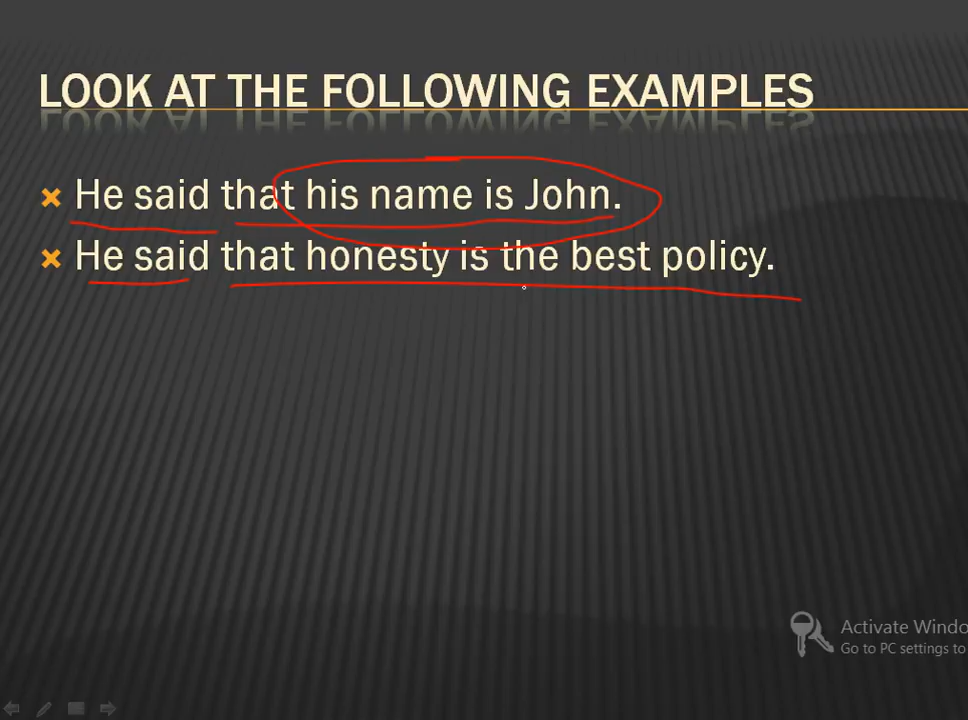 LOOK AT THE FOLLOWING EXAMPLES
He said that his name is John.
He said that honesty is the best policy.
Activate Windo
Go to PC settings to